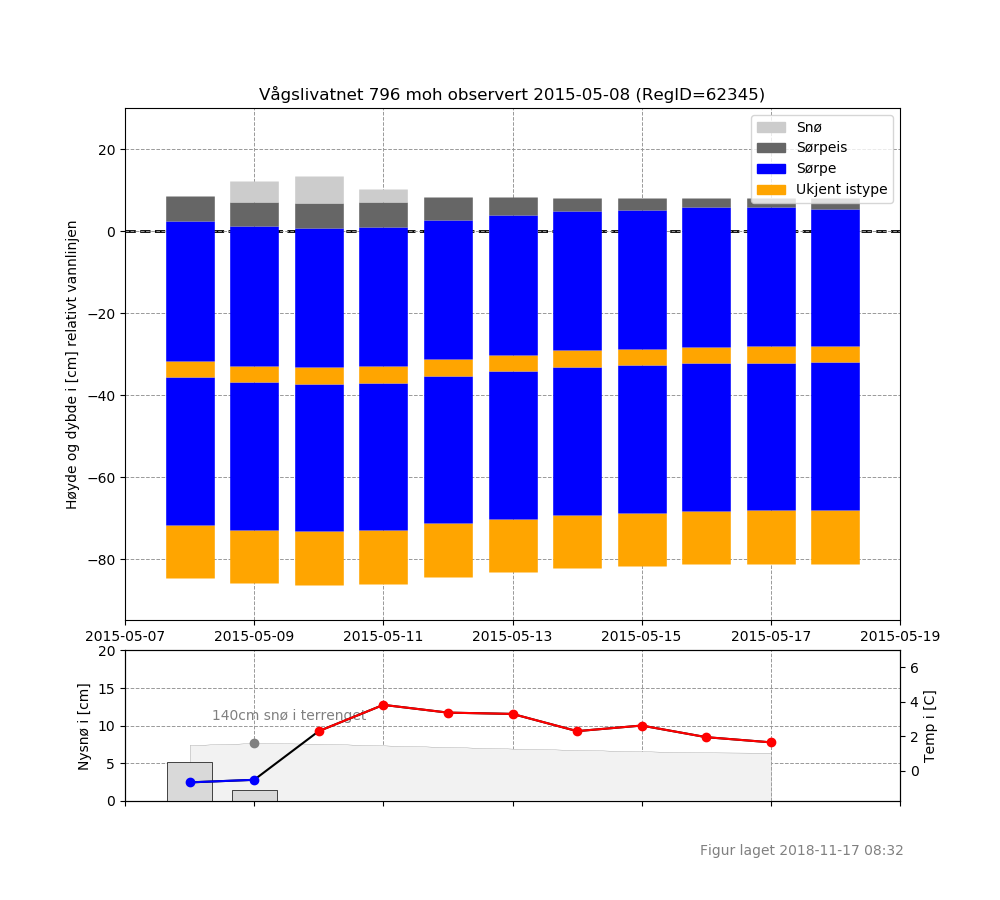 Vågslivatnet 796 moh observert 2015-05-08 (RegID=62345)
Snø
Sørpeis
Sørpe
Ukjent istype
Høyde og dybde i [cm] relativt vannlinjen
20
0
−20
−40
−60
−80
2015-05-07 2015-05-09 2015-05-11 2015-05-13 2015-05-15 2015-05-17 2015-05-19
Nysnø i [cm]
20
15
10
5
0
140cm snø i terrenget
6
4
2
0
Temp i [C]
Figur laget 2018-11-17 08:32